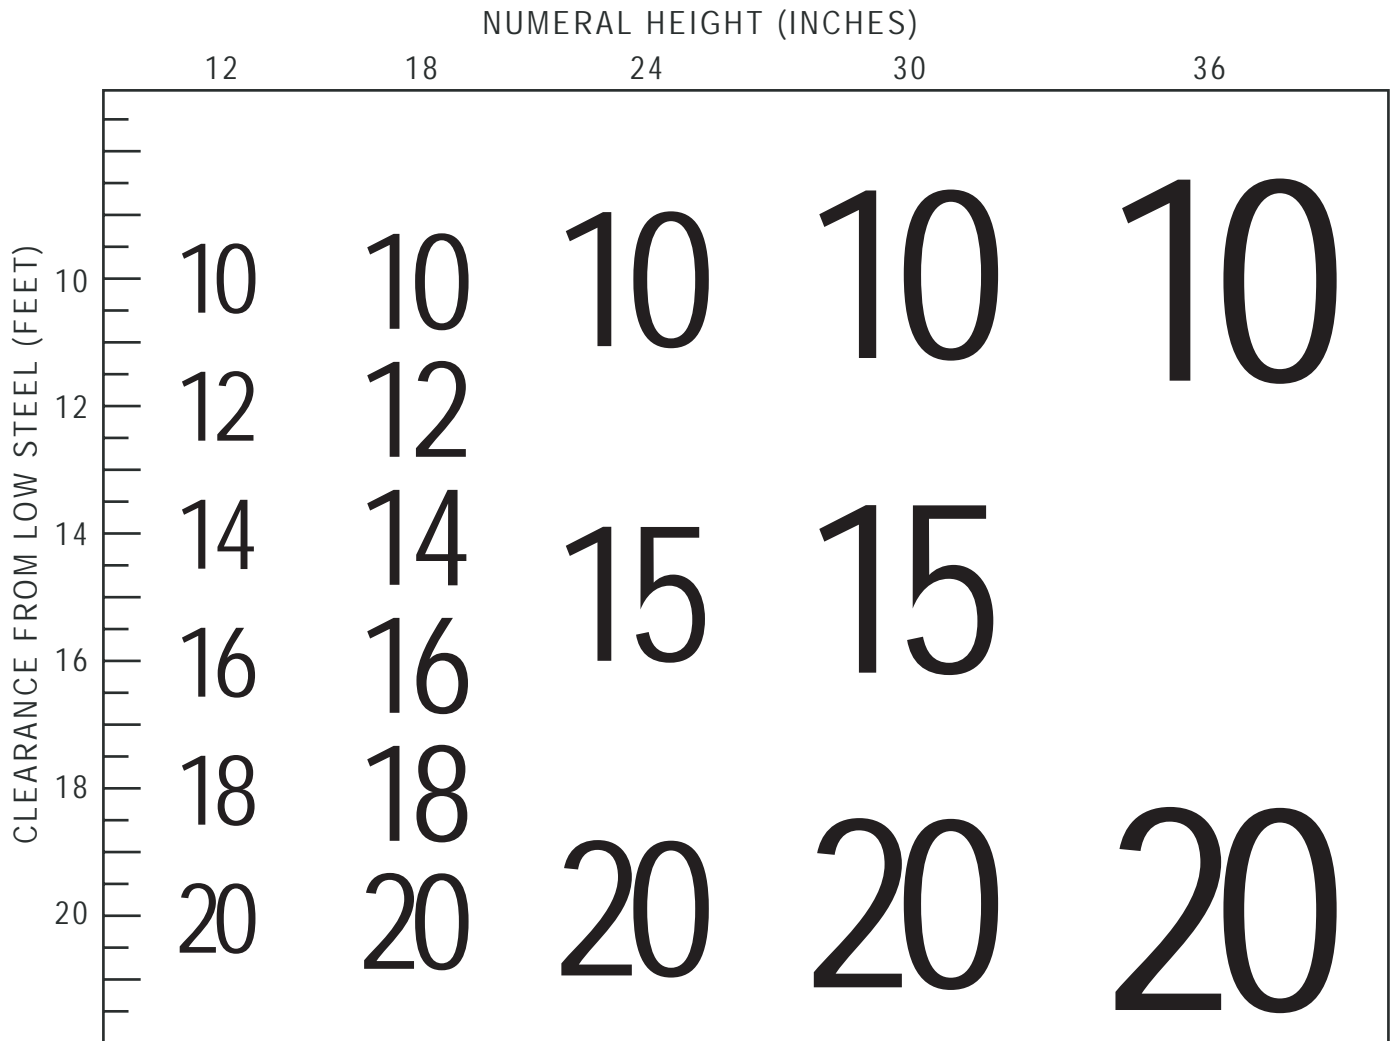 NUMERAL HEIGHT (INCHES)
12 18 24 30 36
CLEARANCE FROM LOW STEEL (FEET)
10 10 10 10 10 10
12 12 12
14 14 14 15 15
16 16 16
18 18 18
20 20 20 20 20 20